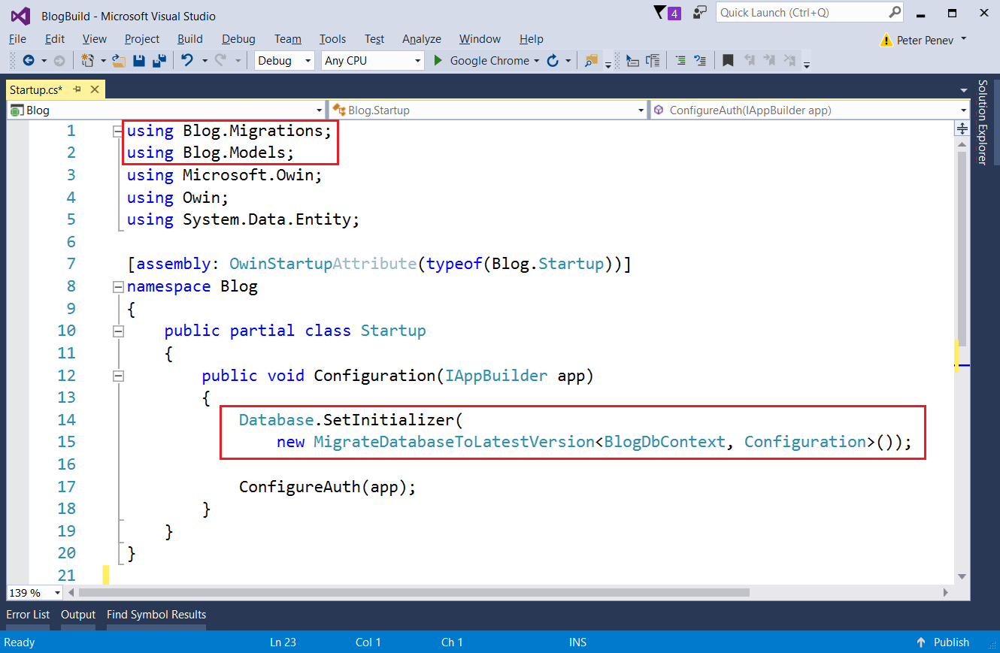 BlogBuild - Microsoft Visual Studio
4
Quick Launch (Ctrl+Q)
File Edit View Project Build Debug Team Tools Test Analyze Window Help
Peter Penev
Debug Any CPU Google Chrome
Startup.cs*
Blog Blog.Startup ConfigureAuth(IAppBuilder app)
Solution Explorer
1 using Blog.Migrations;
2 using Blog.Models;
3 using Microsoft.Owin;
4 using Owin;
5 using System.Data.Entity;
6
7 [assembly: OwinStartupAttribute(typeof(Blog.Startup))]
8 namespace Blog
9 {
10 public partial class Startup
11 {
12 public void Configuration(IAppBuilder app)
13 {
14 Database.SetInitializer(
15 new MigrateDatabaseToLatestVersion<BlogDbContext, Configuration>());
16
17 ConfigureAuth(app);
18 }
19 }
20 }
21
139 %
Error List Output Find Symbol Results
Ready Ln 23 Col 1 Ch 1 INS Publish